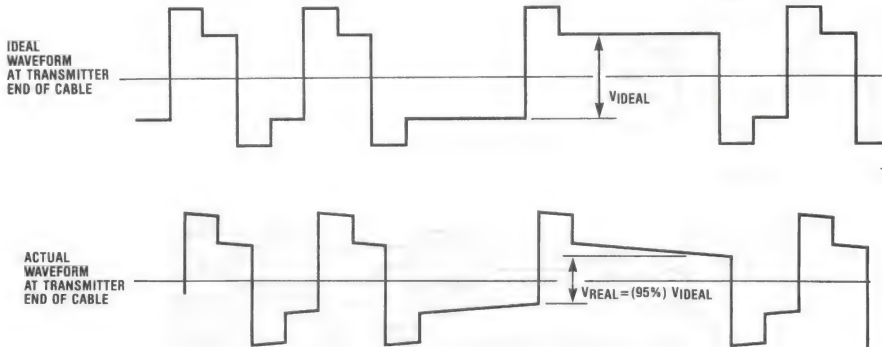 IDEAL
WAVEFORM
AT TRANSMITTER
END OF CABLE
VIDEAL
ACTUAL
WAVEFORM
AT TRANSMITTER
END OF CABLE
VREAL = (95%) VIDEAL